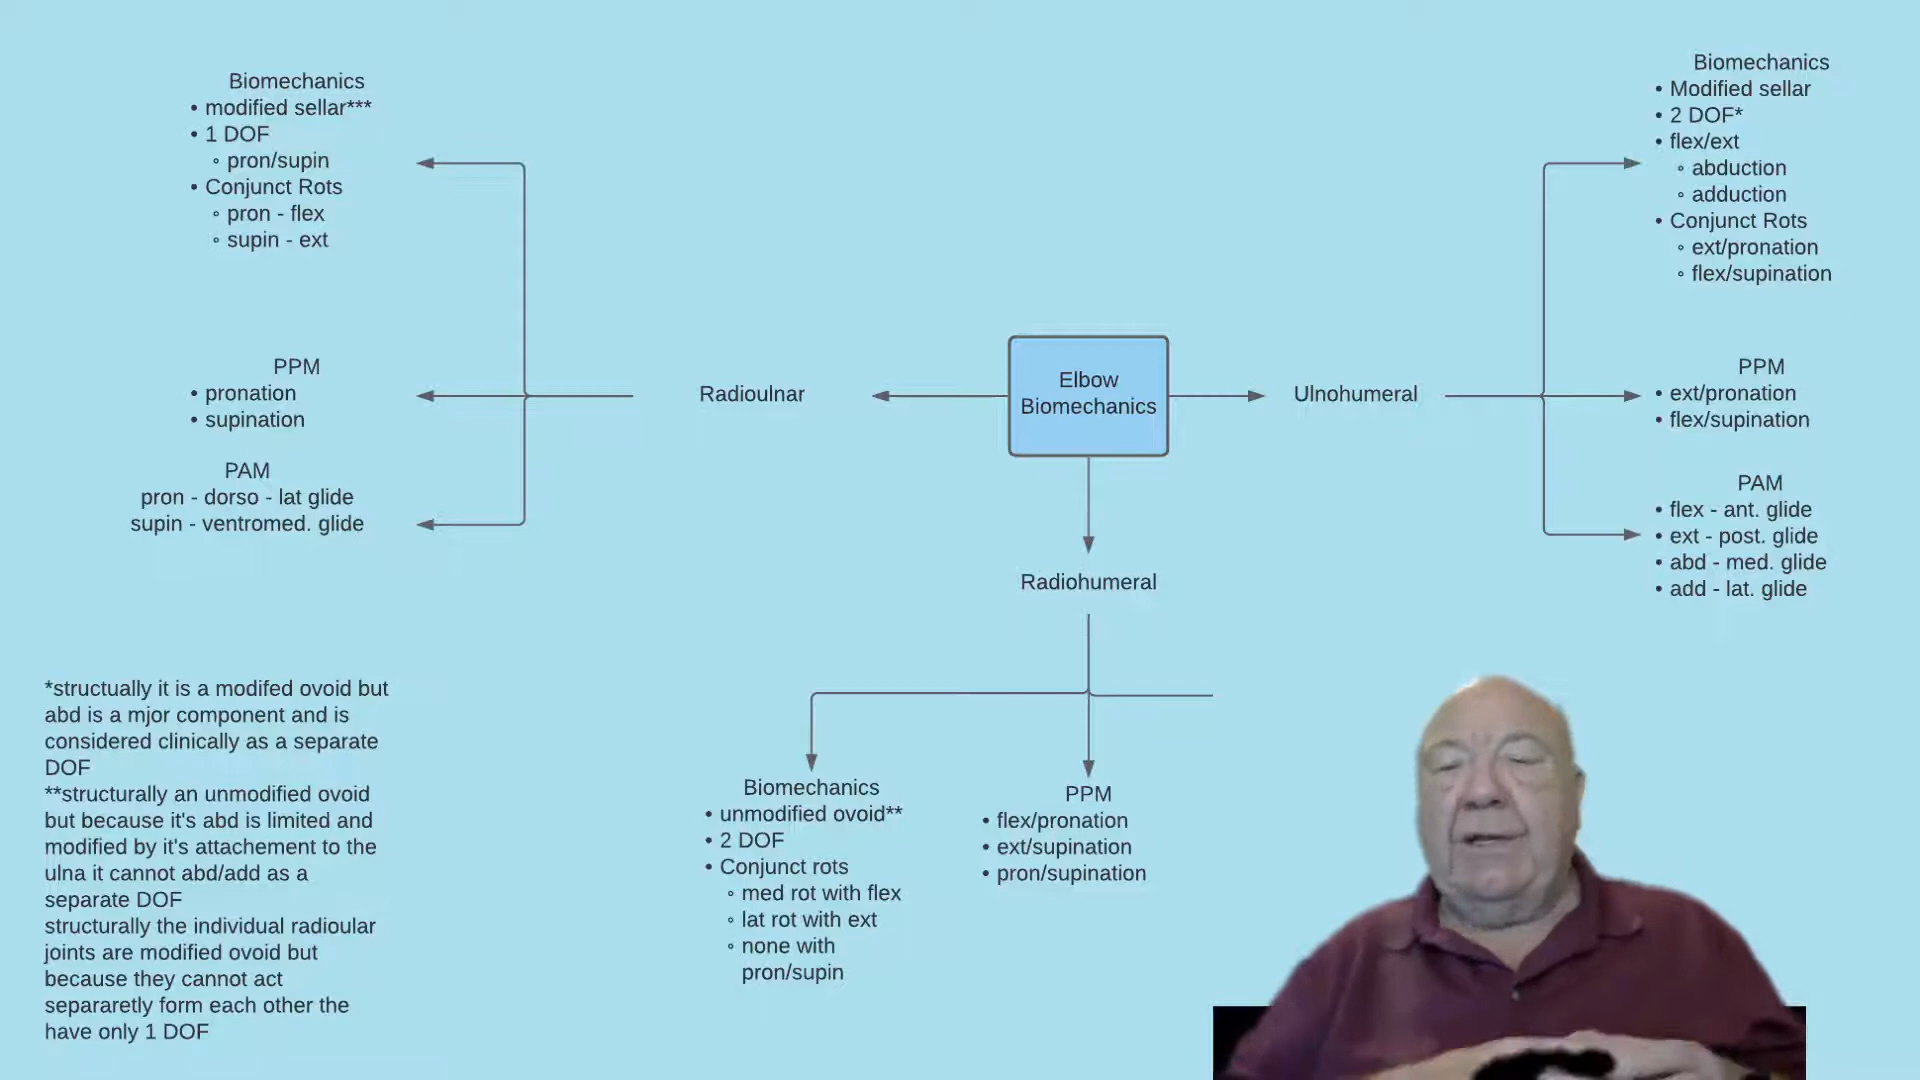 Biomechanics
• modified sellar***
• 1 DOF
◦ pron/supin
• Conjunct Rots
◦ pron - flex
◦ supin - ext
PPM
• pronation
• supination
PAM
pron - dorso - lat glide
supin - ventromed. glide
Radioulnar
Elbow
Biomechanics
Ulnohumeral
Biomechanics
• Modified sellar
• 2 DOF*
• flex/ext
◦ abduction
◦ adduction
• Conjunct Rots
◦ ext/pronation
◦ flex/supination
PPM
• ext/pronation
• flex/supination
PAM
• flex - ant. glide
• ext - post. glide
• abd - med. glide
• add - lat. glide
Radiohumeral
Biomechanics
• unmodified ovoid**
• 2 DOF
• Conjunct rots
◦ med rot with flex
◦ lat rot with ext
◦ none with
pron/supin
PPM
• flex/pronation
• ext/supination
• pron/supination
*structually it is a modifed ovoid but
abd is a mjor component and is
considered clinically as a separate
DOF
**structurally an unmodified ovoid
but because it's abd is limited and
modified by it's attachement to the
ulna it cannot abd/add as a
separate DOF
structurally the individual radioular
joints are modified ovoid but
because they cannot act
separaretly form each other the
have only 1 DOF